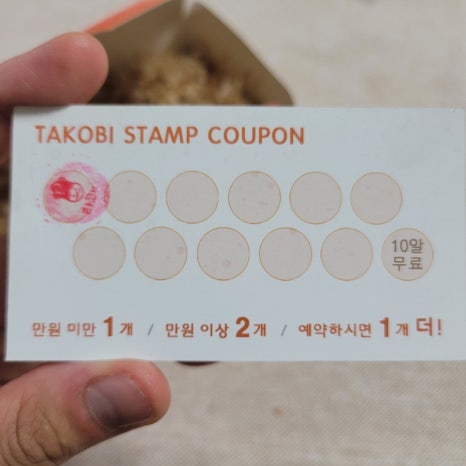 TAKOBI STAMP COUPON
10알
무료
만원 미만 1개 / 만원 이상 2개 / 예약하시면 1개 더!